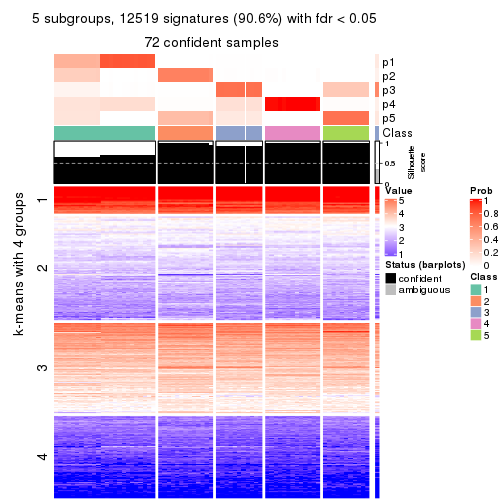 5 subgroups, 12519 signatures (90.6%) with fdr < 0.05
72 confident samples
p1
p2
p3
p4
p5
Class
1
0.5
0
Silhouette
score
k-means with 4 groups
1
2
3
4
Value
5
4
3
2
1
Status (barplots)
confident
ambiguous
Prob
1
0.8
0.6
0.4
0.2
0
Class
1
2
3
4
5